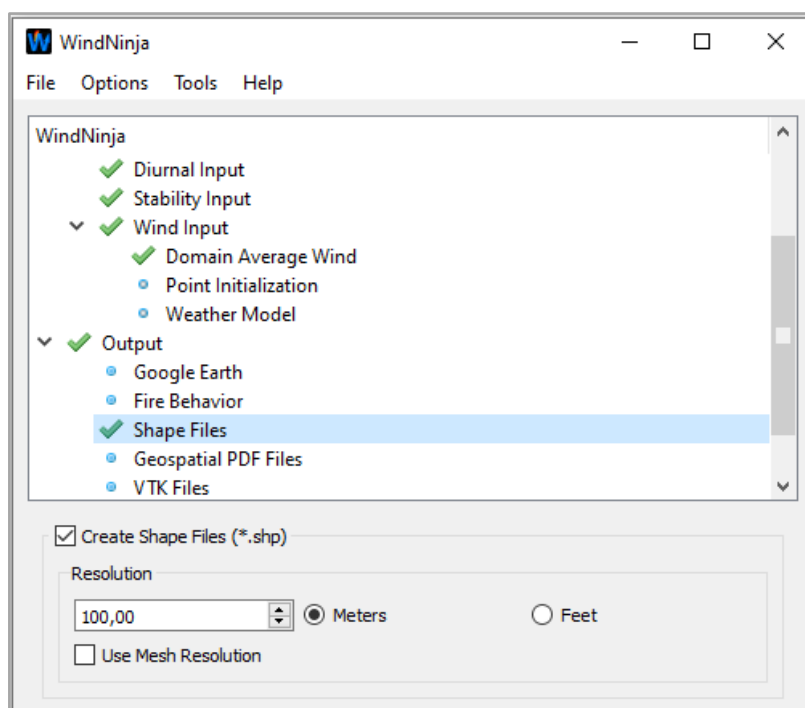 WindNinja
File Options Tools Help
WindNinja
Diurnal Input
Stability Input
Wind Input
Domain Average Wind
Point Initialization
Weather Model
Output
Google Earth
Fire Behavior
Shape Files
Geospatial PDF Files
VTK Files
Create Shape Files (*.shp)
Resolution
100,00 Meters Feet
Use Mesh Resolution